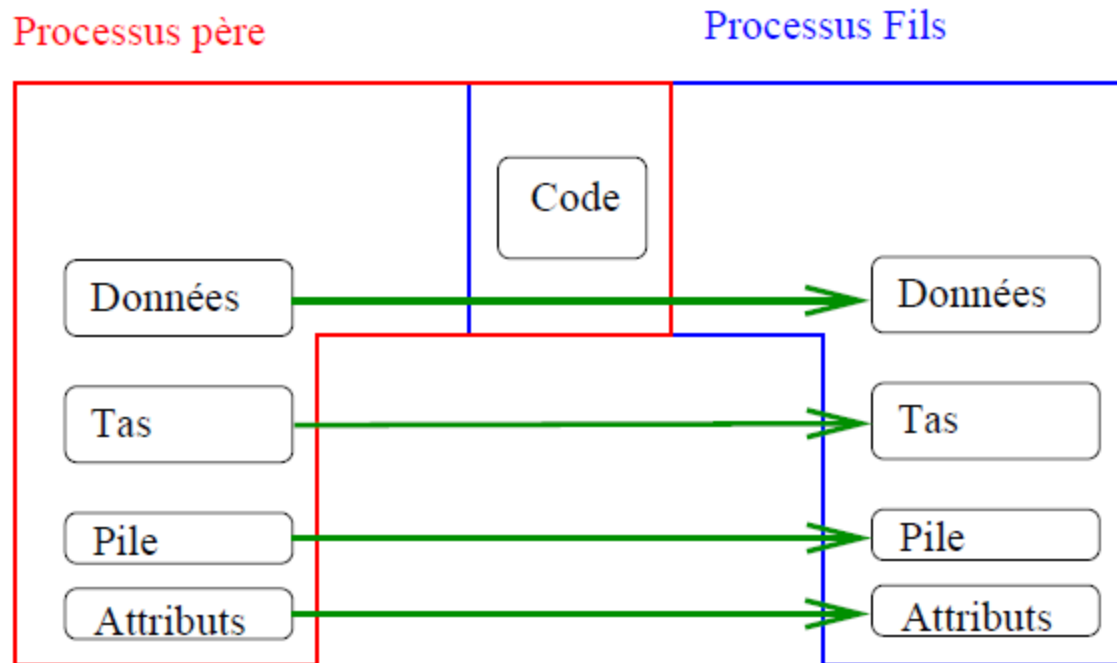 Processus père
Processus Fils
Code
Données
Données
Tas
Tas
Pile
Pile
Attributs
Attributs